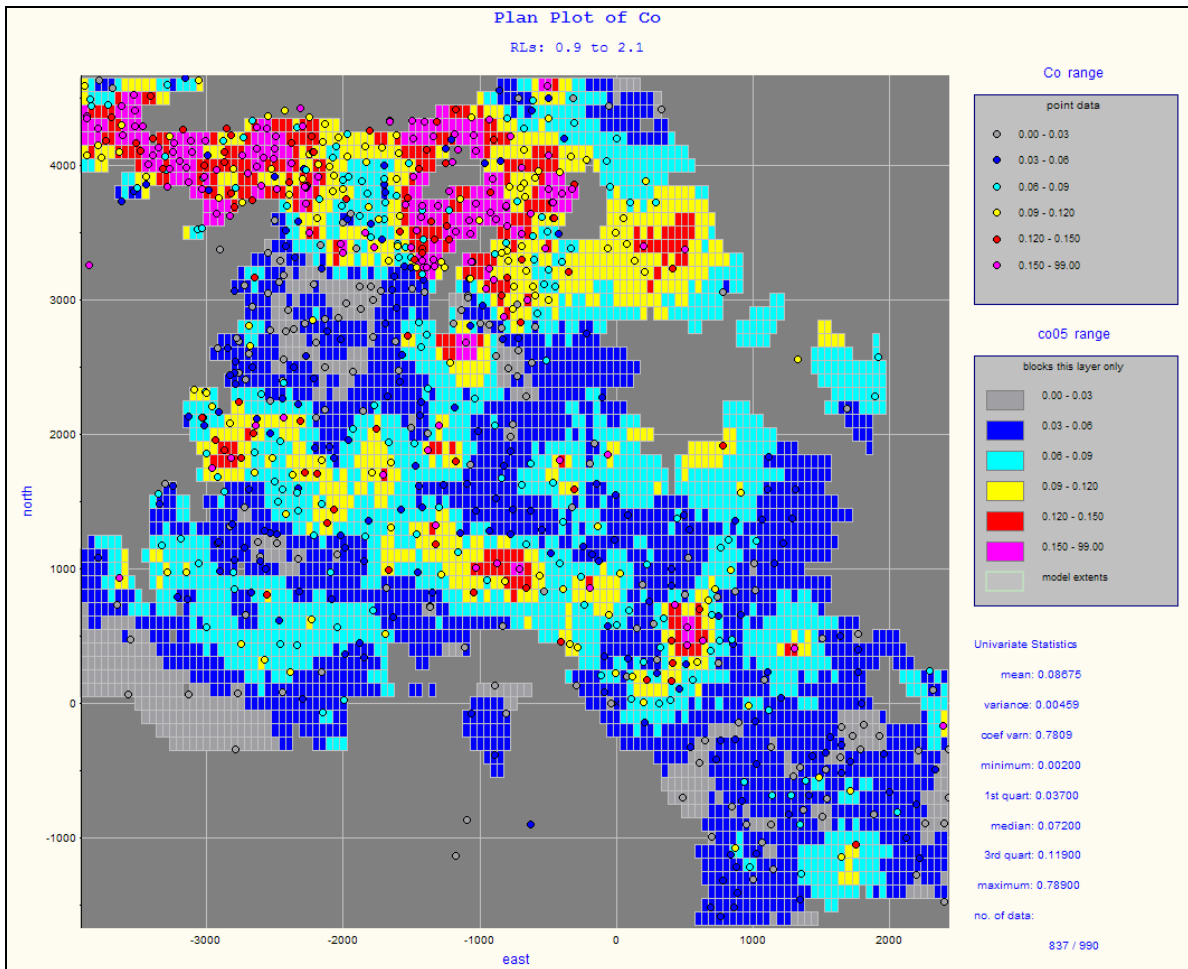 Plan Plot of Co
RLs: 0.9 to 2.1
Co range
point data
0.00 - 0.03
0.03 - 0.06
0.06 - 0.09
0.09 - 0.120
0.120 - 0.150
0.150 - 99.00
co05 range
blocks this layer only
0.00 - 0.03
0.03 - 0.06
0.06 - 0.09
0.09 - 0.120
0.120 - 0.150
0.150 - 99.00
model extents
Univariate Statistics
mean: 0.08675
variance: 0.00459
coef varn: 0.7809
minimum: 0.00200
1st quart: 0.03700
median: 0.07200
3rd quart: 0.11900
maximum: 0.78900
no. of data:
837 / 990
north
4000
3000
2000
1000
0
-1000
-3000 -2000 -1000 0 1000 2000
east